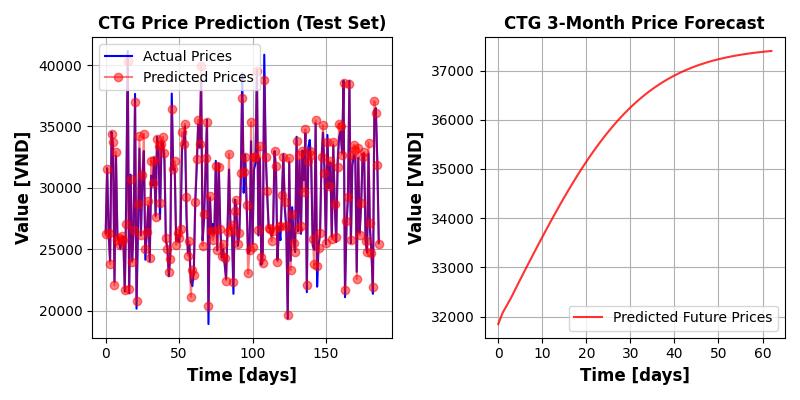 CTG Price Prediction (Test Set)
Value [VND]
40000
35000
30000
25000
20000
Actual Prices
Predicted Prices
0
50
100
150
Time [days]
CTG 3-Month Price Forecast
Value [VND]
37000
36000
35000
34000
33000
32000
Predicted Future Prices
0
10
20
30
40
50
60
Time [days]